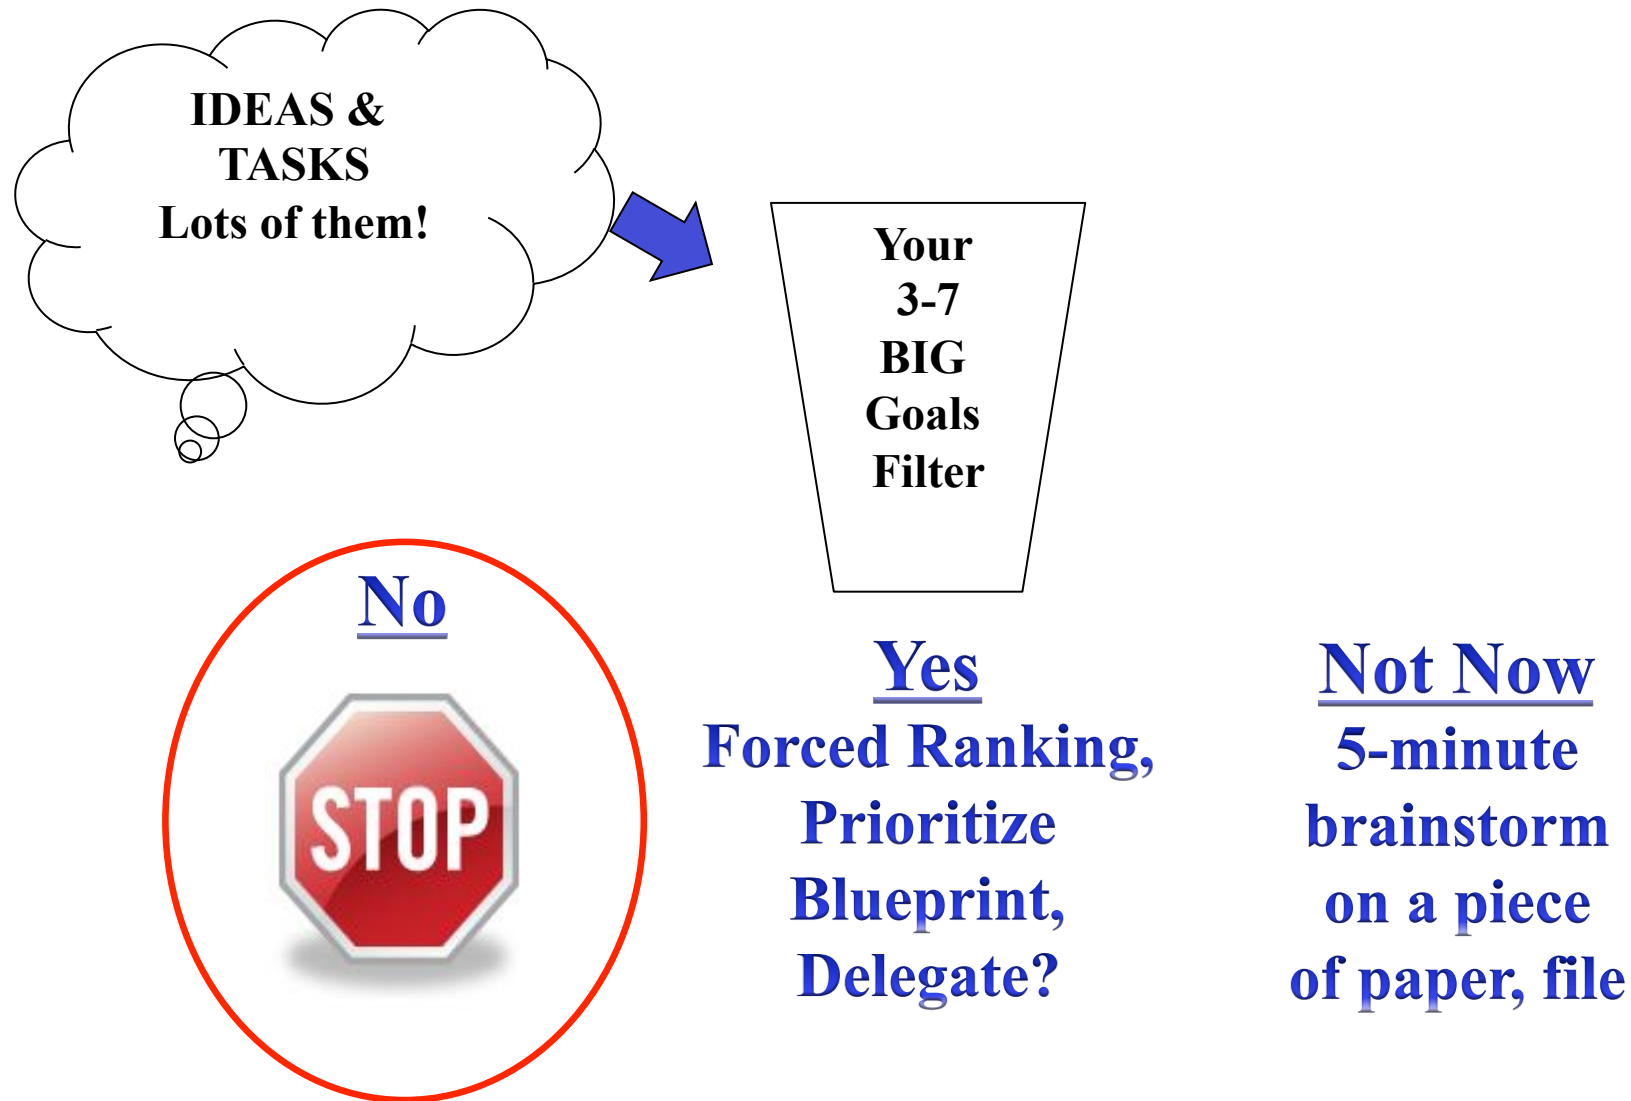 IDEAS &
TASKS
Lots of them!
Your
3-7
BIG
Goals
Filter
No
STOP
Yes
Forced Ranking,
Prioritize
Blueprint,
Delegate?
Not Now
5-minute
brainstorm
on a piece
of paper, file